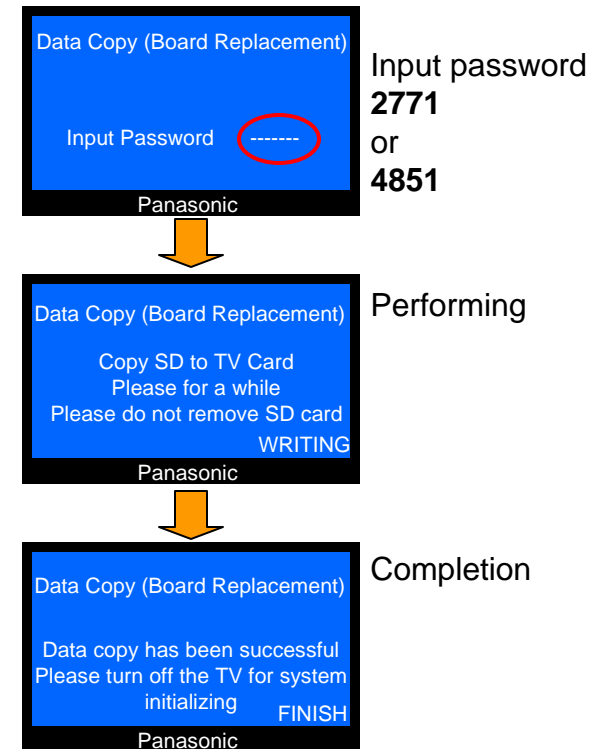 Data Copy (Board Replacement)
Input Password -------
Panasonic
Input password
2771
or
4851
Data Copy (Board Replacement)
Copy SD to TV Card
Please for a while
Please do not remove SD card
WRITING
Panasonic
Performing
Data Copy (Board Replacement)
Data copy has been successful
Please turn off the TV for system
initializing
FINISH
Panasonic
Completion